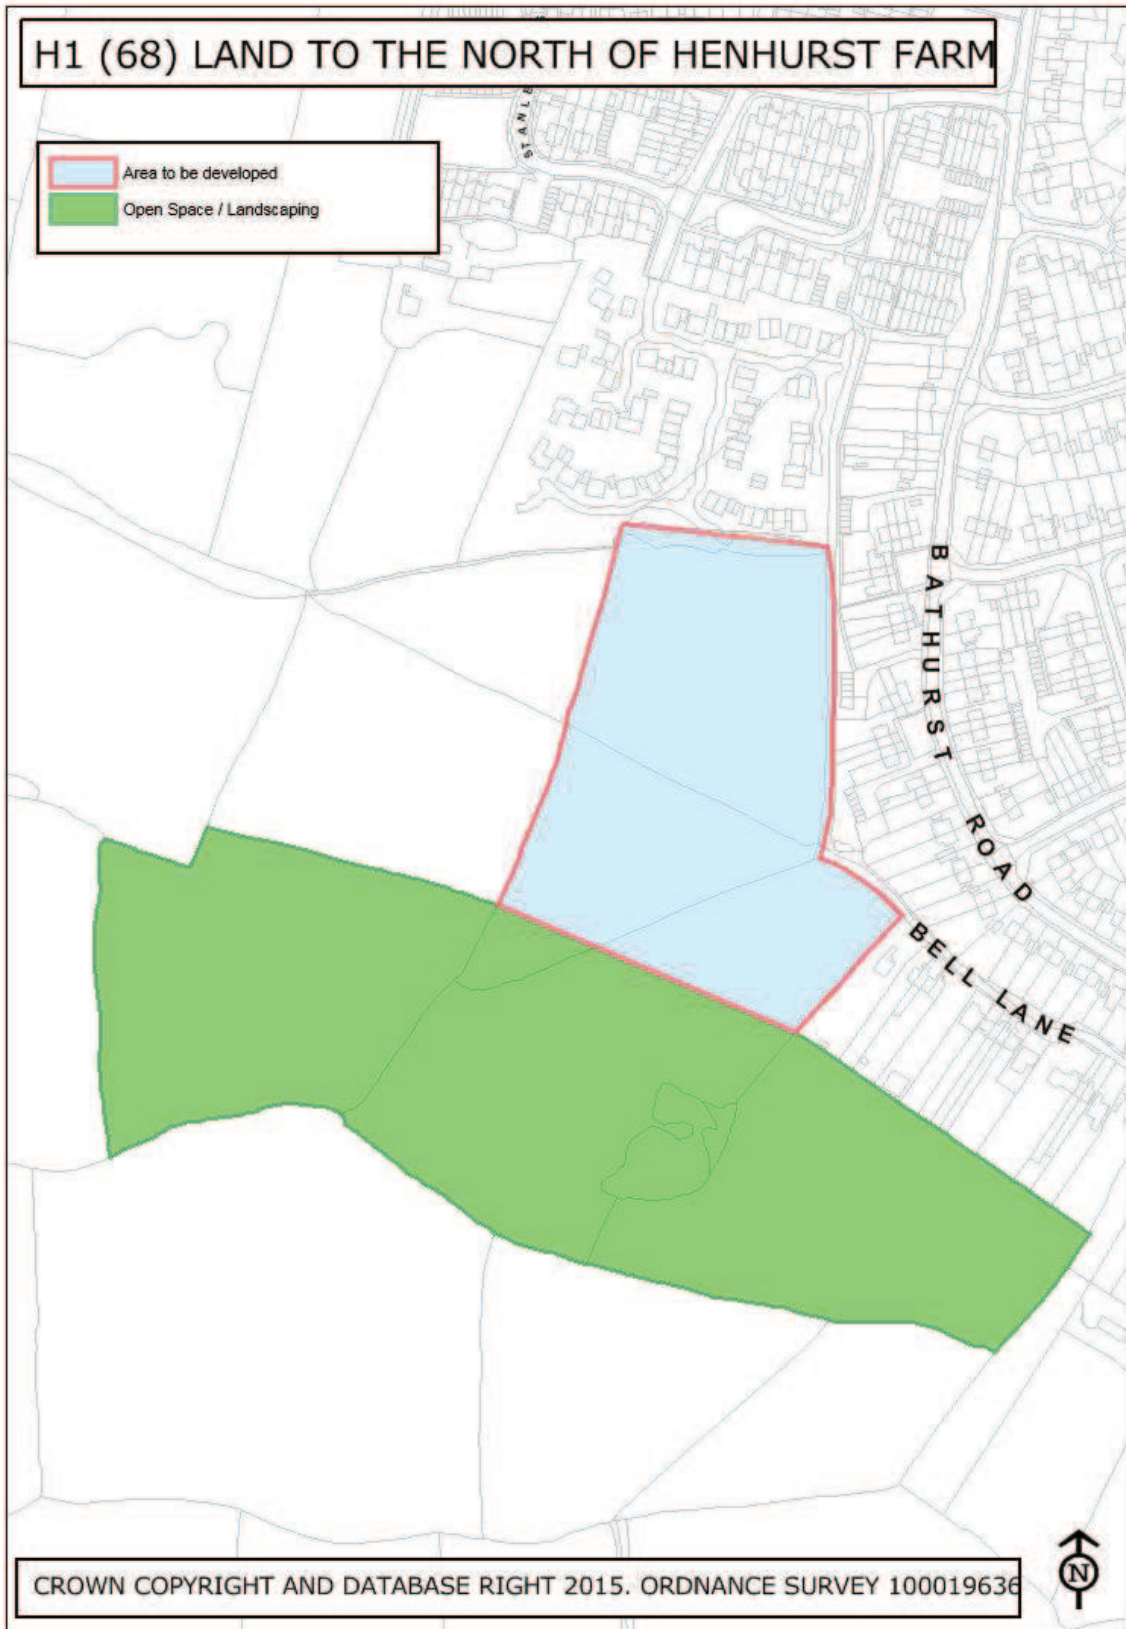 H1 (68) LAND TO THE NORTH OF HENHURST FARM
Area to be developed
Open Space / Landscaping
BATHURST ROAD
BELL LANE
CROWN COPYRIGHT AND DATABASE RIGHT 2015. ORDNANCE SURVEY 100019636
N